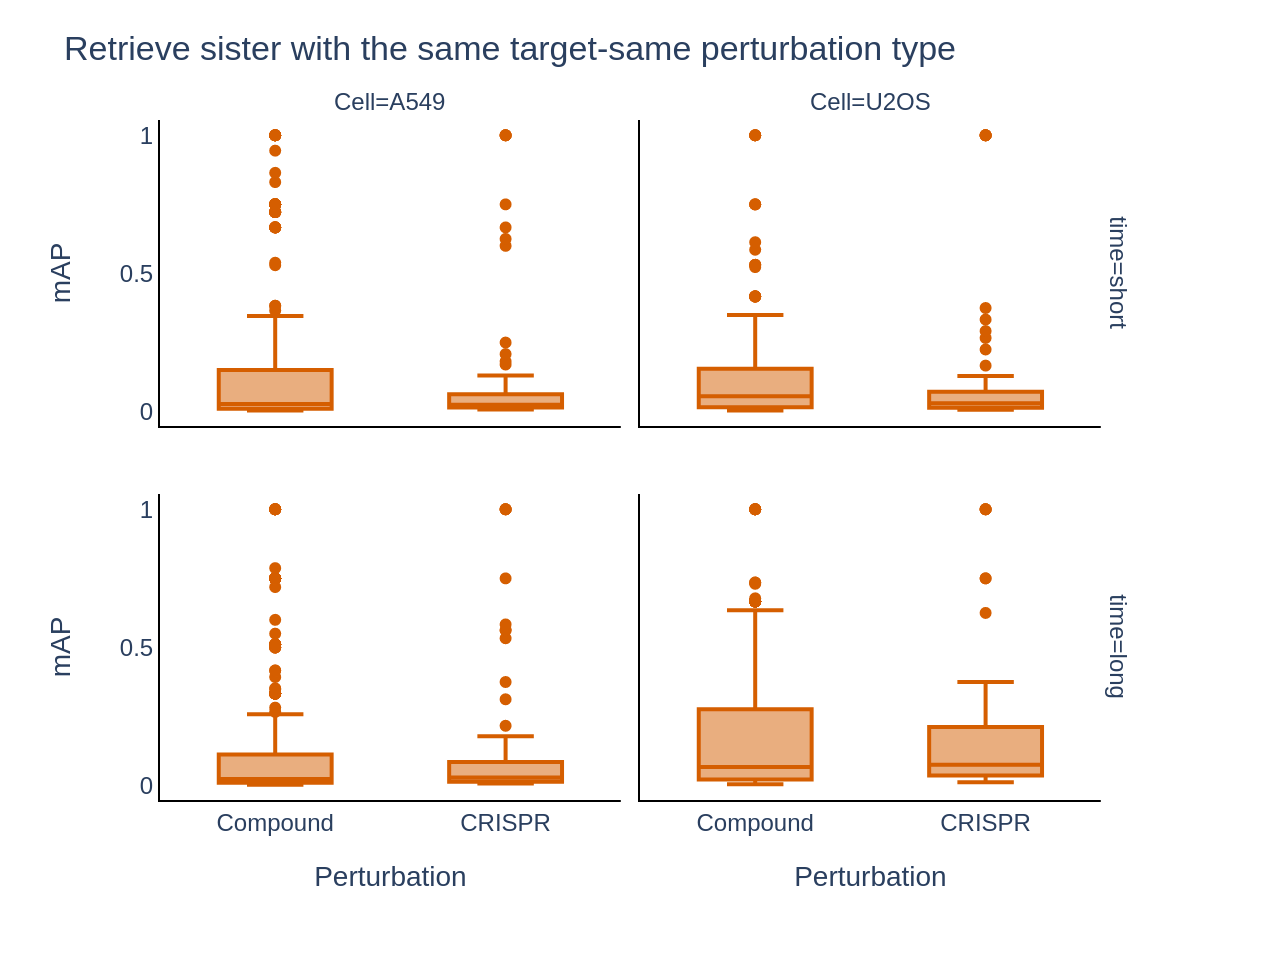 Retrieve sister with the same target-same perturbation type
Cell=A549
Cell=U2OS
1
0.5
0
mAP
time=short
1
0.5
0
mAP
time=long
Compound
CRISPR
Compound
CRISPR
Perturbation
Perturbation